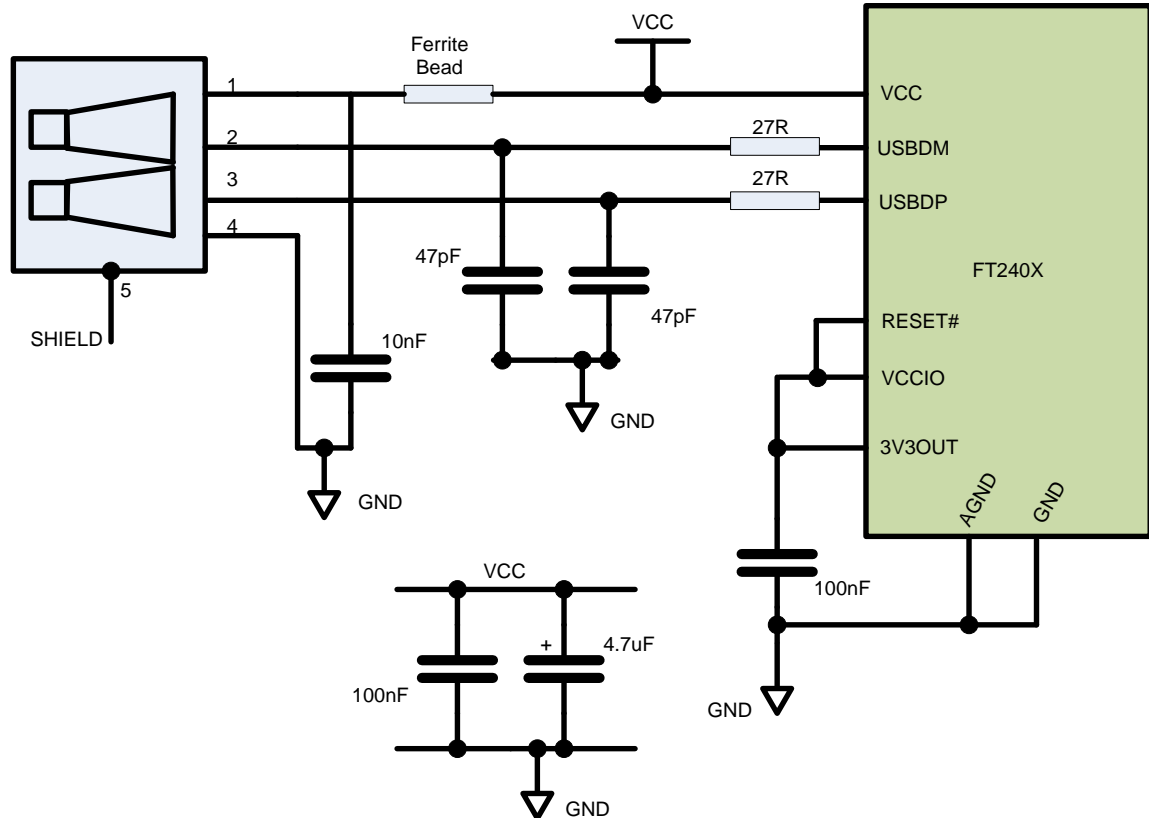 VCC
Ferrite
Bead
1
VCC
27R
2
USBDM
27R
3
USBDP
4
47pF
FT240X
5
47pF
RESET#
SHIELD
10nF
VCCIO
GND
3V3OUT
GND
AGND
GND
VCC
100nF
+
4.7uF
100nF
GND
GND